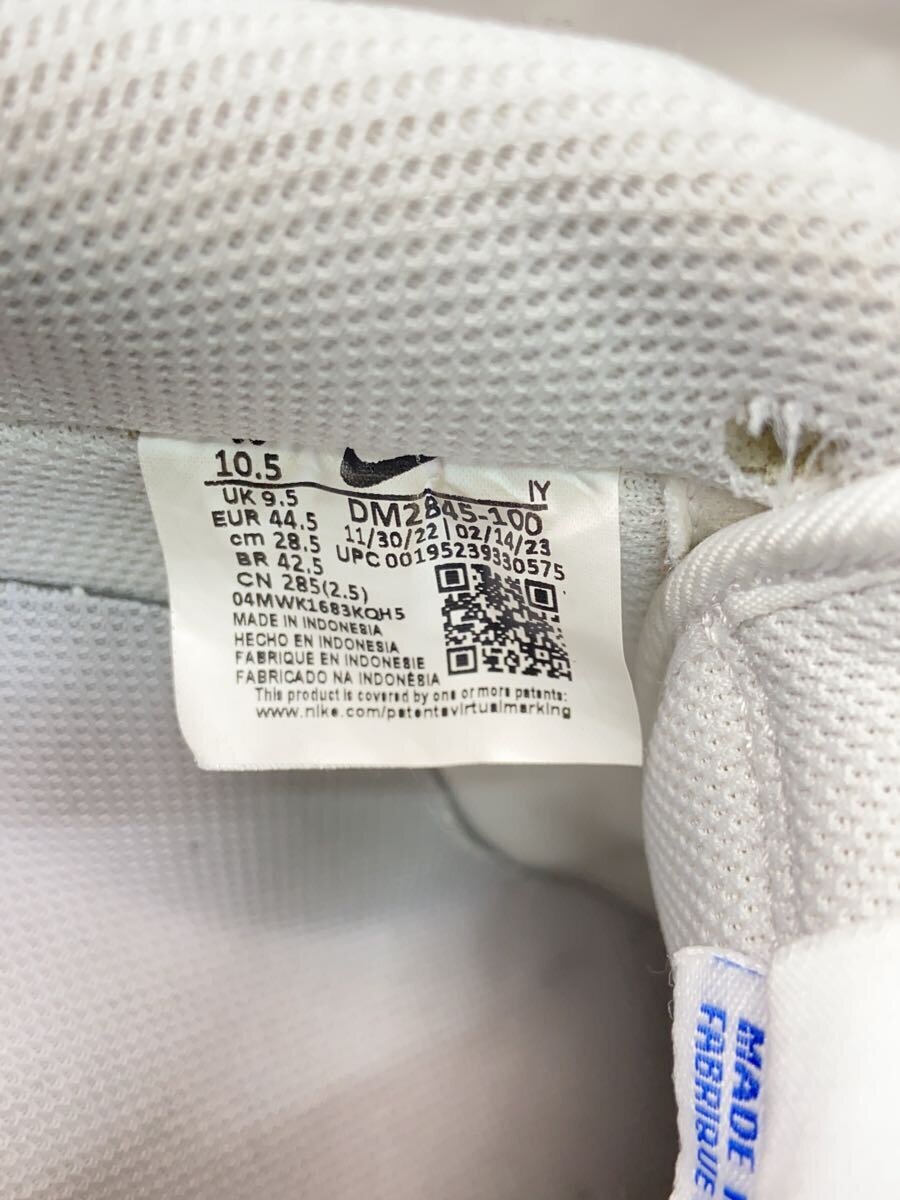 10.5
UK 9.5
EUR 44.5
cm 28.5
BR 42.5
CN 285(2.5)
04MWK1683KQH5
MADE IN INDONESIA
HECHO EN INDONESIA
FABRIQUE EN INDONESIE
FABRICADO NA INDONÉSIA
IY
DM2845-100
11/30/22 | 02/14/23
UPC 00195239330575
This product is covered by one or more patents:
www.nike.com/patentsvirtualmarking
MADE
FABRIQUÉ